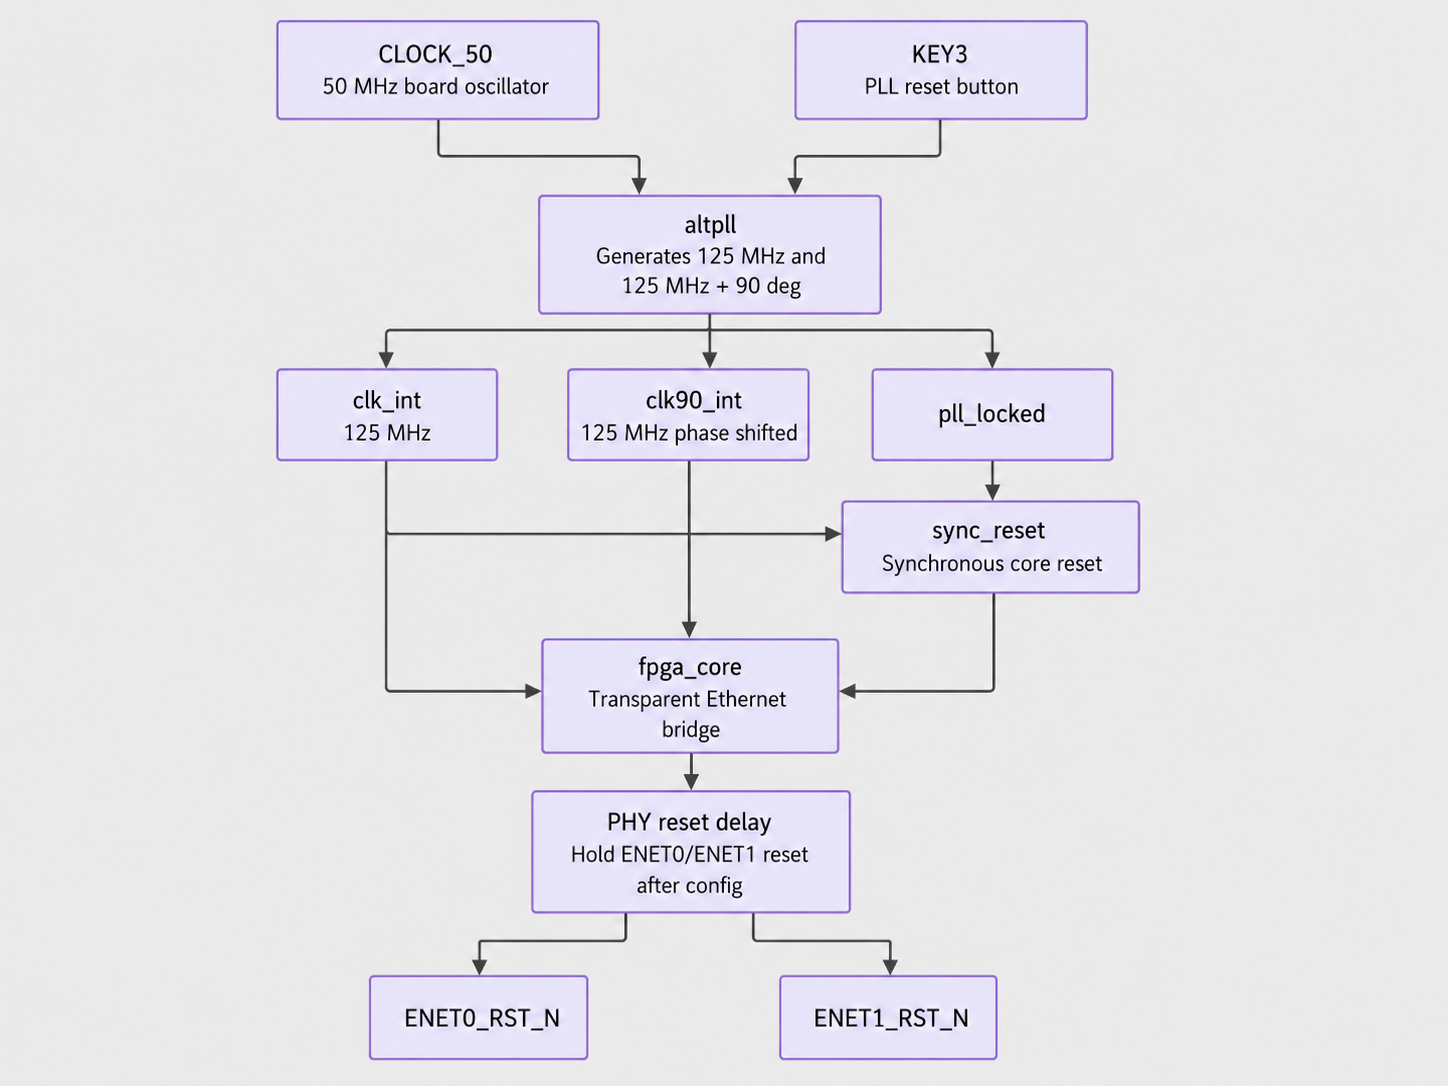 CLOCK_50
50 MHz board oscillator
KEY3
PLL reset button
altpll
Generates 125 MHz and
125 MHz + 90 deg
clk_int
125 MHz
clk90_int
125 MHz phase shifted
pll_locked
sync_reset
Synchronous core reset
fpga_core
Transparent Ethernet
bridge
PHY reset delay
Hold ENET0/ENET1 reset
after config
ENET0_RST_N
ENET1_RST_N